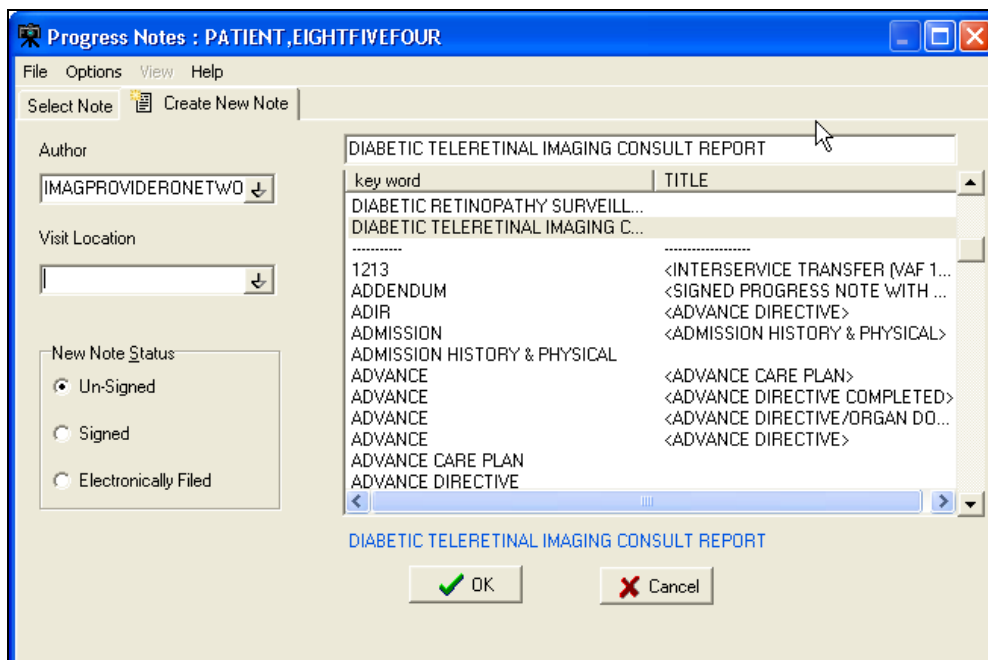 Progress Notes : PATIENT,EIGHTFIVEFOUR
File Options View Help
Select Note Create New Note
Author
IMAGPROVIDERONETWO
Visit Location
New Note Status
Un-Signed
Signed
Electronically Filed
DIABETIC TELERETINAL IMAGING CONSULT REPORT
key word TITLE
DIABETIC RETINOPATHY SURVEILL...
DIABETIC TELERETINAL IMAGING C...
---------- ------------------
1213 <INTERSERVICE TRANSFER (VAF 1...
ADDENDUM <SIGNED PROGRESS NOTE WITH ...
ADIR <ADVANCE DIRECTIVE>
ADMISSION <ADMISSION HISTORY & PHYSICAL>
ADMISSION HISTORY & PHYSICAL
ADVANCE <ADVANCE CARE PLAN>
ADVANCE <ADVANCE DIRECTIVE COMPLETED>
ADVANCE <ADVANCE DIRECTIVE/ORGAN DO...
ADVANCE <ADVANCE DIRECTIVE>
ADVANCE CARE PLAN
ADVANCE DIRECTIVE
DIABETIC TELERETINAL IMAGING CONSULT REPORT
OK Cancel